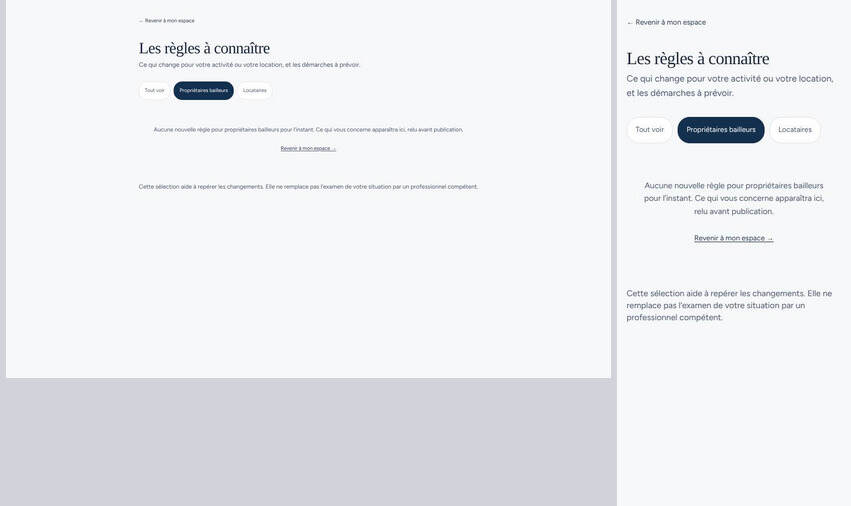 ← Revenir à mon espace
Les règles à connaître
Ce qui change pour votre activité ou votre location, et les démarches à prévoir.
Tout voir
Propriétaires bailleurs
Locataires
Aucune nouvelle règle pour propriétaires bailleurs pour l'instant. Ce qui vous concerne apparaîtra ici, relu avant publication.
Revenir à mon espace →
Cette sélection aide à repérer les changements. Elle ne remplace pas l'examen de votre situation par un professionnel compétent.
← Revenir à mon espace
Les règles à connaître
Ce qui change pour votre activité ou votre location,
et les démarches à prévoir.
Tout voir
Propriétaires bailleurs
Locataires
Aucune nouvelle règle pour propriétaires bailleurs
pour l'instant. Ce qui vous concerne apparaîtra ici,
relu avant publication.
Revenir à mon espace →
Cette sélection aide à repérer les changements. Elle ne
remplace pas l'examen de votre situation par un
professionnel compétent.